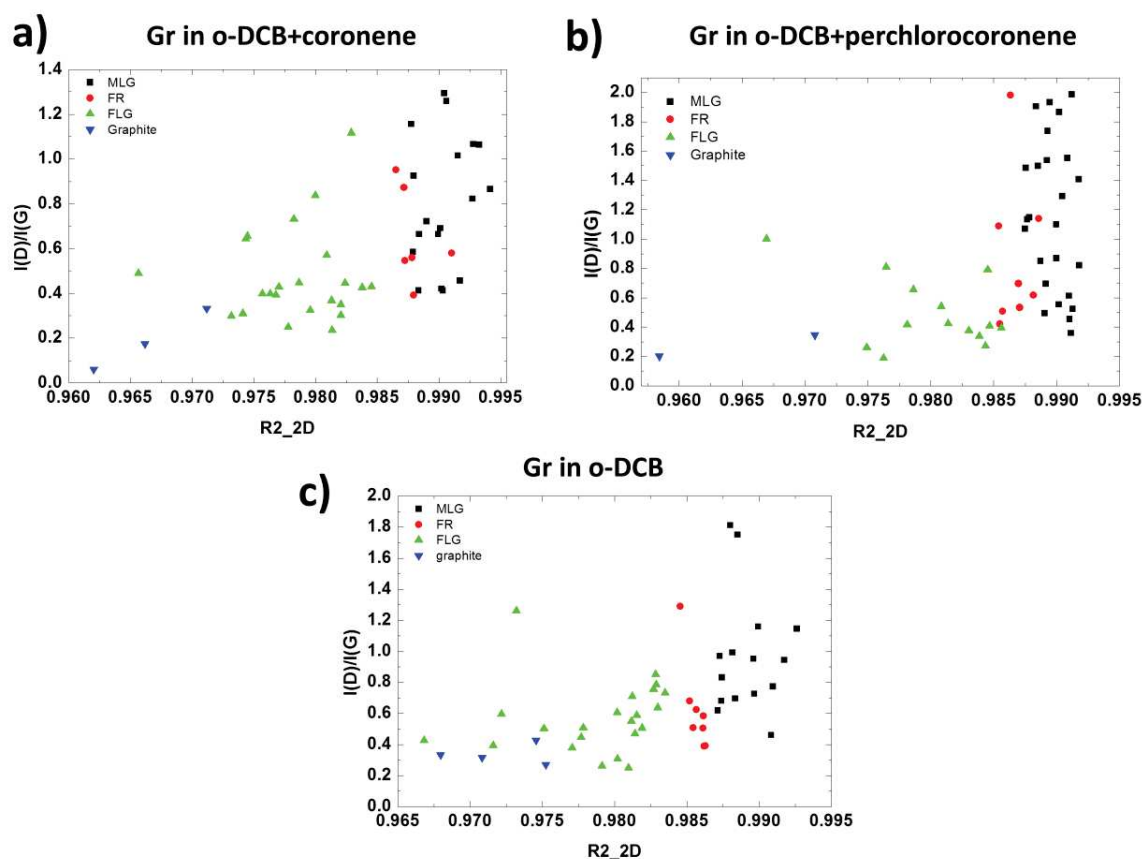 a)
Gr in o-DCB+coronene
1.4
1.2
1.0
0.8
0.6
0.4
0.2
0.0
I(D)/I(G)
MLG
FR
FLG
Graphite
0.960 0.965 0.970 0.975 0.980 0.985 0.990 0.995
R2_2D
b)
Gr in o-DCB+perchlorocoronene
2.0
1.8
1.6
1.4
1.2
1.0
0.8
0.6
0.4
0.2
0.0
I(D)/I(G)
MLG
FR
FLG
Graphite
0.960 0.965 0.970 0.975 0.980 0.985 0.990 0.995
R2_2D
c)
Gr in o-DCB
2.0
1.8
1.6
1.4
1.2
1.0
0.8
0.6
0.4
0.2
0.0
I(D)/I(G)
MLG
FR
FLG
graphite
0.965 0.970 0.975 0.980 0.985 0.990 0.995
R2_2D